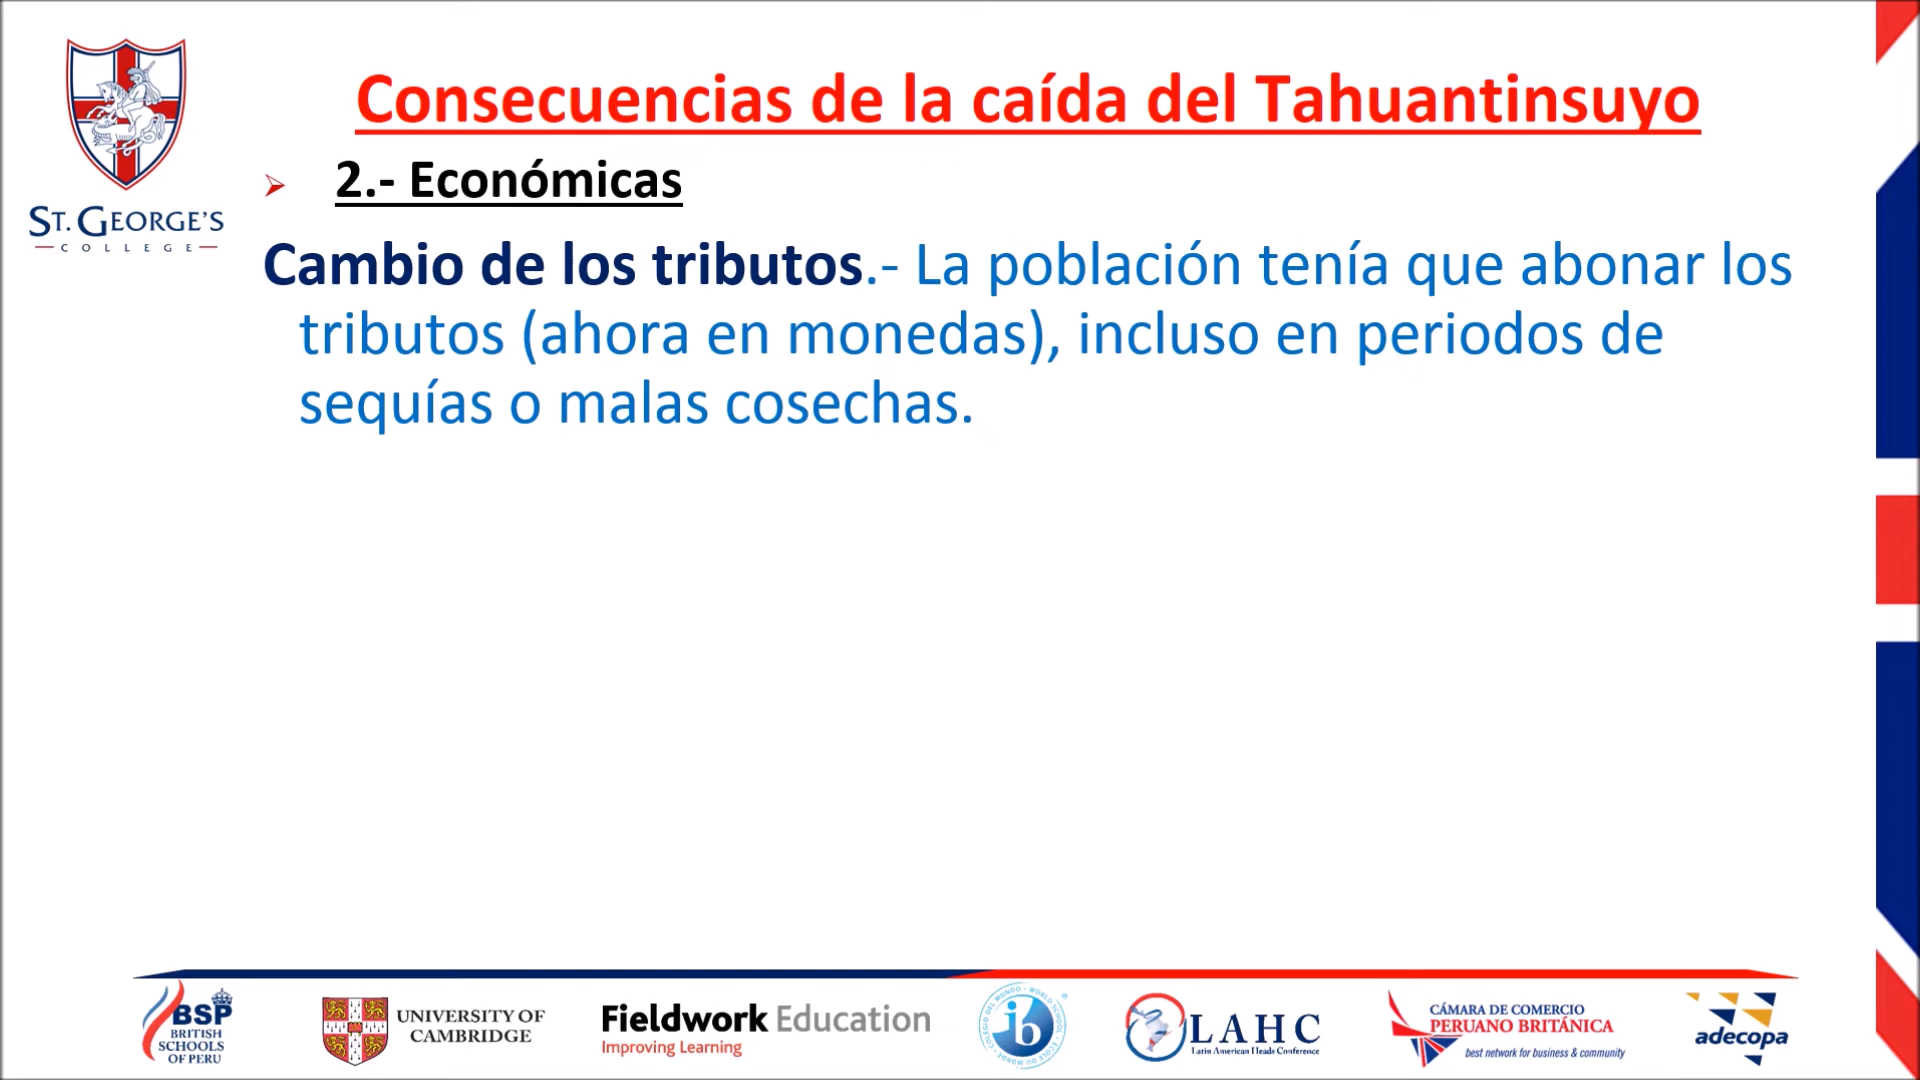 Consecuencias de la caída del Tahuantinsuyo
2.- Económicas
Cambio de los tributos.- La población tenía que abonar los
tributos (ahora en monedas), incluso en periodos de
sequías o malas cosechas.
ST. GEORGE'S
COLLEGE
BSP
BRITISH
SCHOOLS
OF PERU
UNIVERSITY OF
CAMBRIDGE
Fieldwork Education
Improving Learning
ib
LAHC
Latin American Heads Conference
CÁMARA DE COMERCIO
PERUANO BRITÁNICA
best network for business & community
adecopa